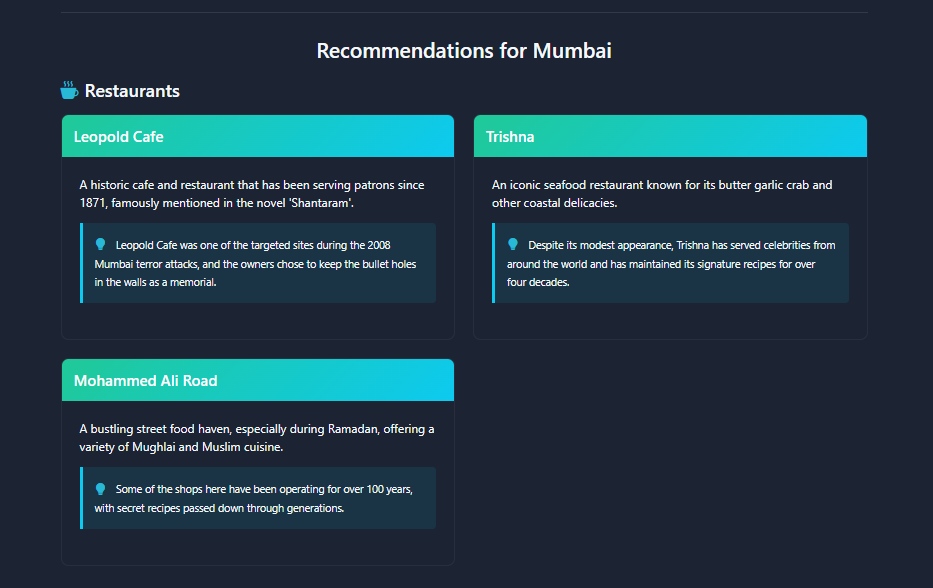 Recommendations for Mumbai
Restaurants
Leopold Cafe
A historic cafe and restaurant that has been serving patrons since
1871, famously mentioned in the novel 'Shantaram'.
Leopold Cafe was one of the targeted sites during the 2008
Mumbai terror attacks, and the owners chose to keep the bullet holes
in the walls as a memorial.
Trishna
An iconic seafood restaurant known for its butter garlic crab and
other coastal delicacies.
Despite its modest appearance, Trishna has served celebrities from
around the world and has maintained its signature recipes for over
four decades.
Mohammed Ali Road
A bustling street food haven, especially during Ramadan, offering a
variety of Mughlai and Muslim cuisine.
Some of the shops here have been operating for over 100 years,
with secret recipes passed down through generations.